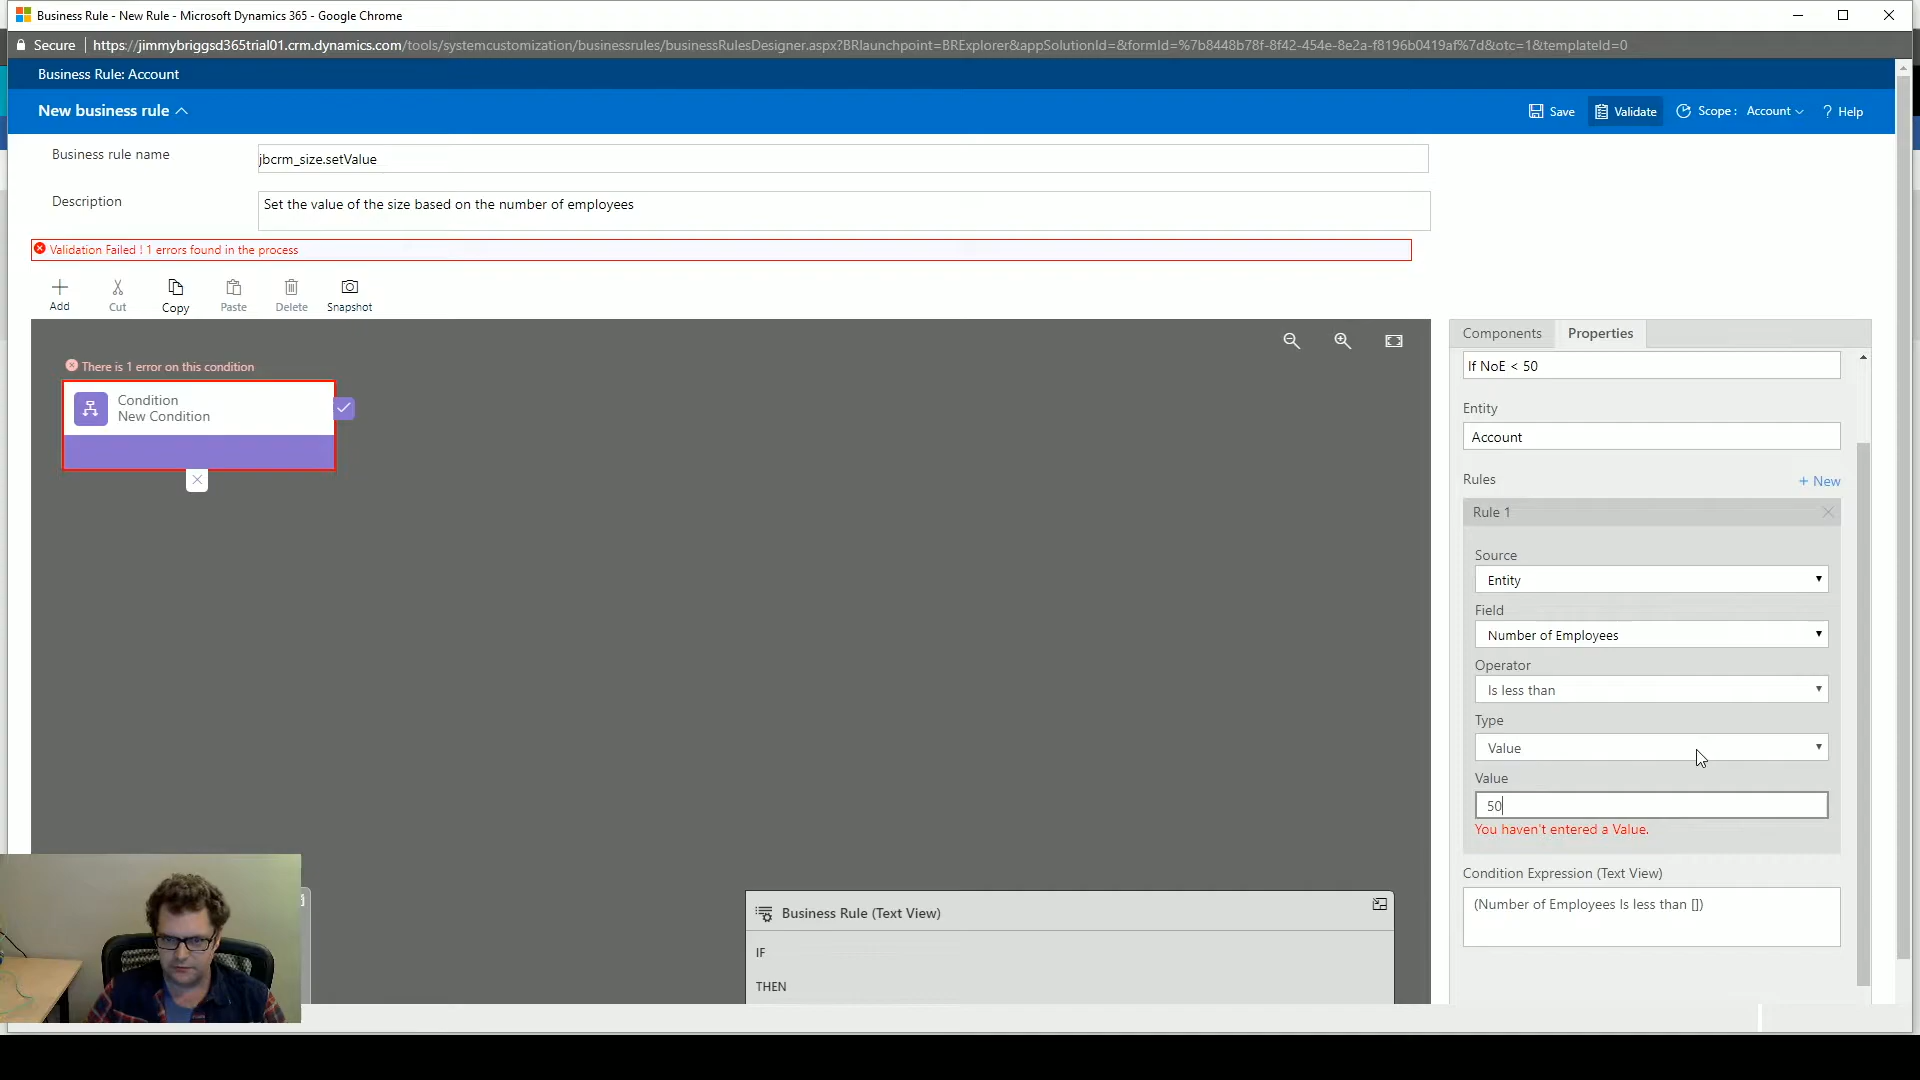 Business Rule - New Rule - Microsoft Dynamics 365 - Google Chrome
Secure | https://jimmybriggsd365trial01.crm.dynamics.com/tools/systemcustomization/businessrules/businessRulesDesigner.aspx?BRlaunchpoint=BRExplorer&appSolutionId=&formId=%7b8448b78f-8f42-454e-8e2a-f8196b0419af%7d&otc=1&templateId=0
Business Rule: Account
New business rule
Save Validate Scope : Account ? Help
Business rule name jbcrm_size.setValue
Description Set the value of the size based on the number of employees
Validation Failed ! 1 errors found in the process
Add Cut Copy Paste Delete Snapshot
There is 1 error on this condition
Condition
New Condition
Business Rule (Text View)
IF
THEN
Components Properties
If NoE < 50
Entity
Account
Rules + New
Rule 1
Source
Entity
Field
Number of Employees
Operator
Is less than
Type
Value
Value
50
You haven't entered a Value.
Condition Expression (Text View)
(Number of Employees Is less than [])